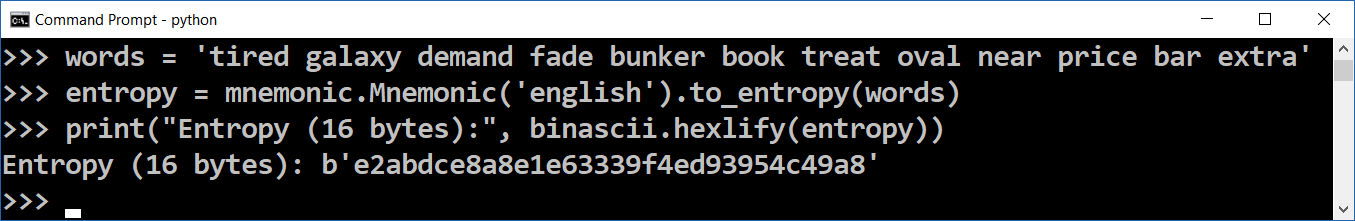 Command Prompt - python
>>> words = 'tired galaxy demand fade bunker book treat oval near price bar extra'
>>> entropy = mnemonic.Mnemonic('english').to_entropy(words)
>>> print("Entropy (16 bytes):", binascii.hexlify(entropy))
Entropy (16 bytes): b'e2abdce8a8e1e63339f4ed93954c49a8'
>>>